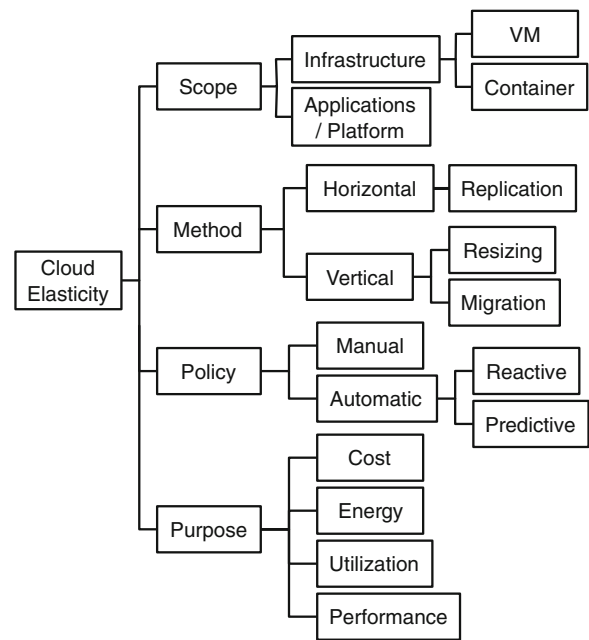 VM
Infrastructure
Scope
Container
Applications
/ Platform
Horizontal
Replication
Method
Resizing
Cloud
Elasticity
Vertical
Migration
Manual
Policy
Reactive
Automatic
Predictive
Cost
Energy
Purpose
Utilization
Performance